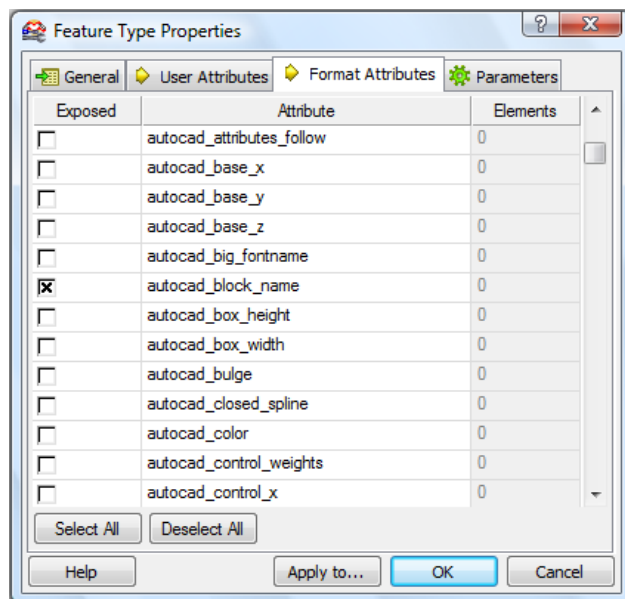 Feature Type Properties
?
General User Attributes Format Attributes Parameters
Exposed Attribute Elements
autocad_attributes_follow 0
autocad_base_x 0
autocad_base_y 0
autocad_base_z 0
autocad_big_fontname 0
autocad_block_name 0
autocad_box_height 0
autocad_box_width 0
autocad_bulge 0
autocad_closed_spline 0
autocad_color 0
autocad_control_weights 0
autocad_control_x 0
Select All Deselect All
Help Apply to... OK Cancel